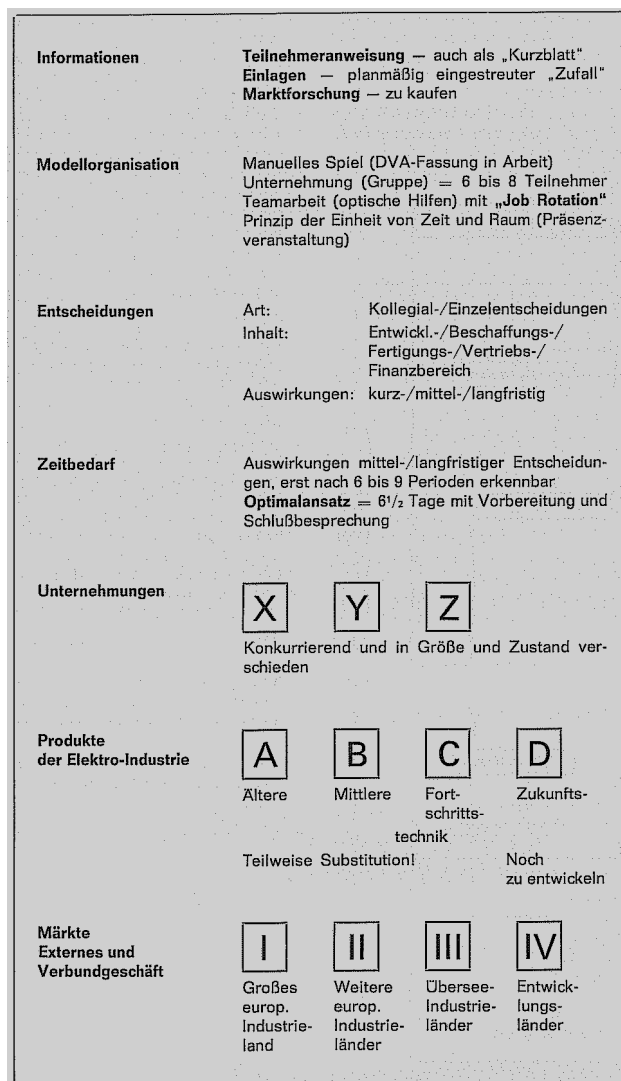 Informationen
Teilnehmeranweisung — auch als „Kurzblatt“
Einlagen — planmäßig eingestreuter „Zufall“
Marktforschung — zu kaufen
Modellorganisation
Manuelles Spiel (DVA-Fassung in Arbeit)
Unternehmung (Gruppe) = 6 bis 8 Teilnehmer
Teamarbeit (optische Hilfen) mit „Job Rotation“
Prinzip der Einheit von Zeit und Raum (Präsenz-
veranstaltung)
Entscheidungen
Art: Kollegial-/Einzelentscheidungen
Inhalt: Entwickl.-/Beschaffungs-/
Fertigungs-/Vertriebs-/
Finanzbereich
Auswirkungen: kurz-/mittel-/langfristig
Zeitbedarf
Auswirkungen mittel-/langfristiger Entscheidun-
gen, erst nach 6 bis 9 Perioden erkennbar
Optimalansatz = 6¹/₂ Tage mit Vorbereitung und
Schlußbesprechung
Unternehmungen
X Y Z
Konkurrierend und in Größe und Zustand ver-
schieden
Produkte
der Elektro-Industrie
A B C D
Ältere Mittlere Fort- Zukunfts-
schritts-
technik
Teilweise Substitution! Noch
zu entwickeln
Märkte
Externes und
Verbundgeschäft
I II III IV
Großes Weitere Übersee- Entwick-
europ. europ. Industrie- lungs-
Industrie- Industrie- länder länder
land länder